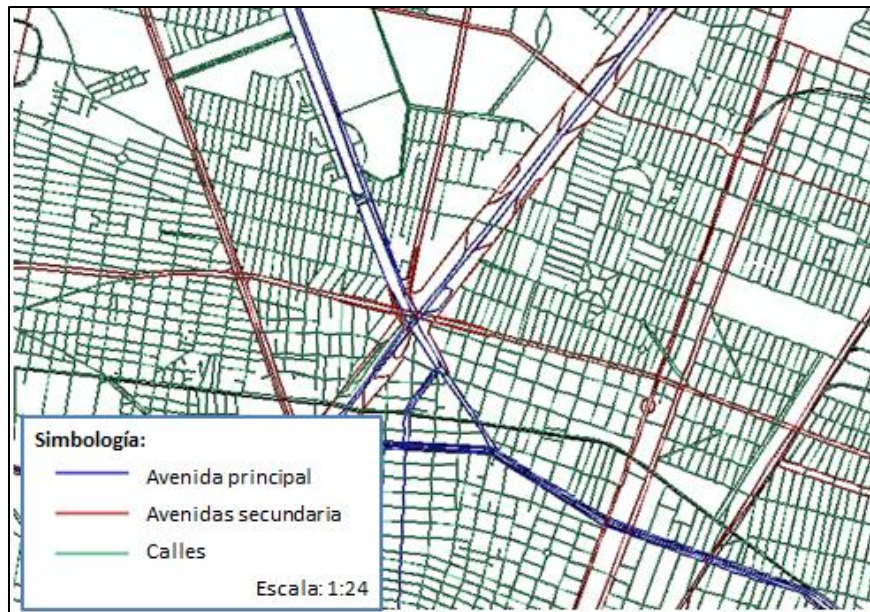 Simbología:
Avenida principal
Avenidas secundaria
Calles
Escala: 1:24